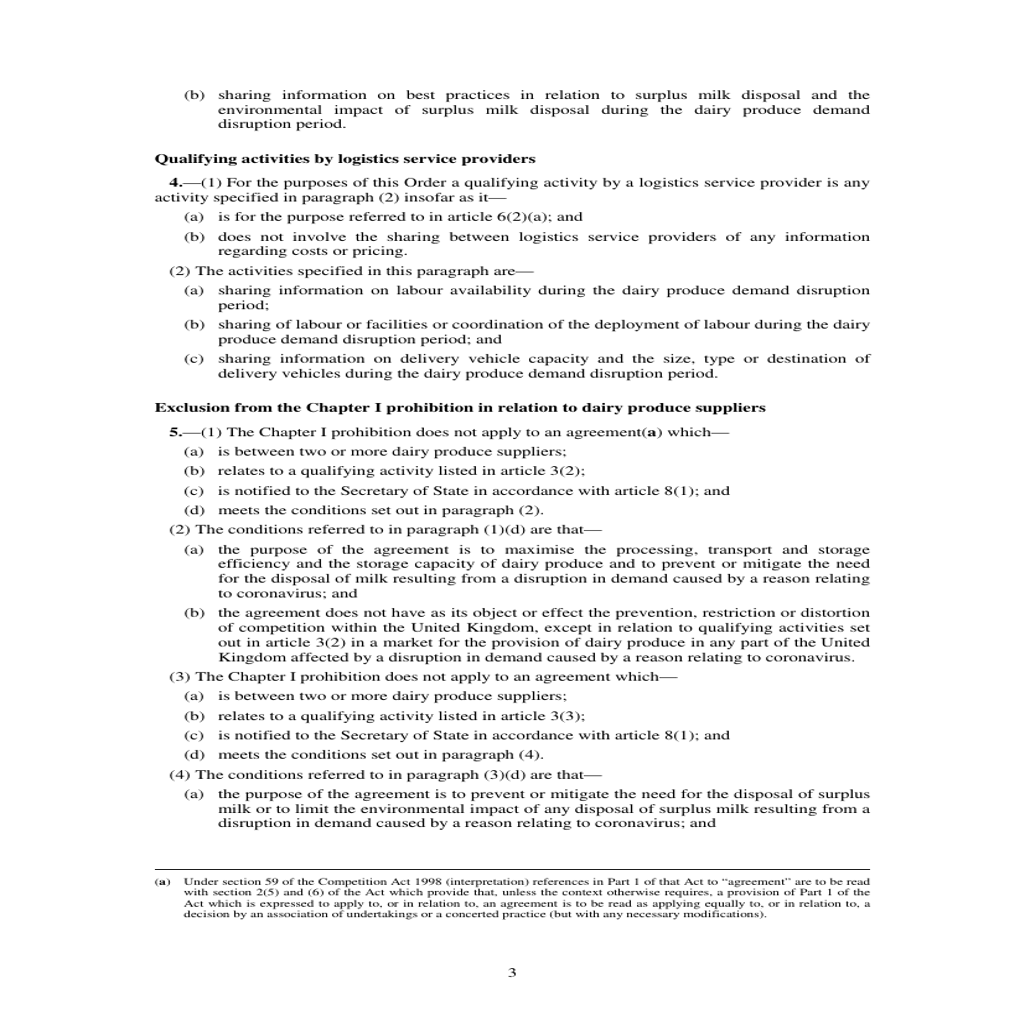 (b) sharing information on best practices in relation to surplus milk disposal and the
environmental impact of surplus milk disposal during the dairy produce demand
disruption period.
Qualifying activities by logistics service providers
4.—(1) For the purposes of this Order a qualifying activity by a logistics service provider is any
activity specified in paragraph (2) insofar as it—
(a) is for the purpose referred to in article 6(2)(a); and
(b) does not involve the sharing between logistics service providers of any information
regarding costs or pricing.
(2) The activities specified in this paragraph are—
(a) sharing information on labour availability during the dairy produce demand disruption
period;
(b) sharing of labour or facilities or coordination of the deployment of labour during the dairy
produce demand disruption period; and
(c) sharing information on delivery vehicle capacity and the size, type or destination of
delivery vehicles during the dairy produce demand disruption period.
Exclusion from the Chapter I prohibition in relation to dairy produce suppliers
5.—(1) The Chapter I prohibition does not apply to an agreement(a) which—
(a) is between two or more dairy produce suppliers;
(b) relates to a qualifying activity listed in article 3(2);
(c) is notified to the Secretary of State in accordance with article 8(1); and
(d) meets the conditions set out in paragraph (2).
(2) The conditions referred to in paragraph (1)(d) are that—
(a) the purpose of the agreement is to maximise the processing, transport and storage
efficiency and the storage capacity of dairy produce and to prevent or mitigate the need
for the disposal of milk resulting from a disruption in demand caused by a reason relating
to coronavirus; and
(b) the agreement does not have as its object or effect the prevention, restriction or distortion
of competition within the United Kingdom, except in relation to qualifying activities set
out in article 3(2) in a market for the provision of dairy produce in any part of the United
Kingdom affected by a disruption in demand caused by a reason relating to coronavirus.
(3) The Chapter I prohibition does not apply to an agreement which—
(a) is between two or more dairy produce suppliers;
(b) relates to a qualifying activity listed in article 3(3);
(c) is notified to the Secretary of State in accordance with article 8(1); and
(d) meets the conditions set out in paragraph (4).
(4) The conditions referred to in paragraph (3)(d) are that—
(a) the purpose of the agreement is to prevent or mitigate the need for the disposal of surplus
milk or to limit the environmental impact of any disposal of surplus milk resulting from a
disruption in demand caused by a reason relating to coronavirus; and
(a) Under section 59 of the Competition Act 1998 (interpretation) references in Part 1 of that Act to “agreement” are to be read
with section 2(5) and (6) of the Act which provide that, unless the context otherwise requires, a provision of Part 1 of the
Act which is expressed to apply to, or in relation to, an agreement is to be read as applying equally to, or in relation to, a
decision by an association of undertakings or a concerted practice (but with any necessary modifications).
3